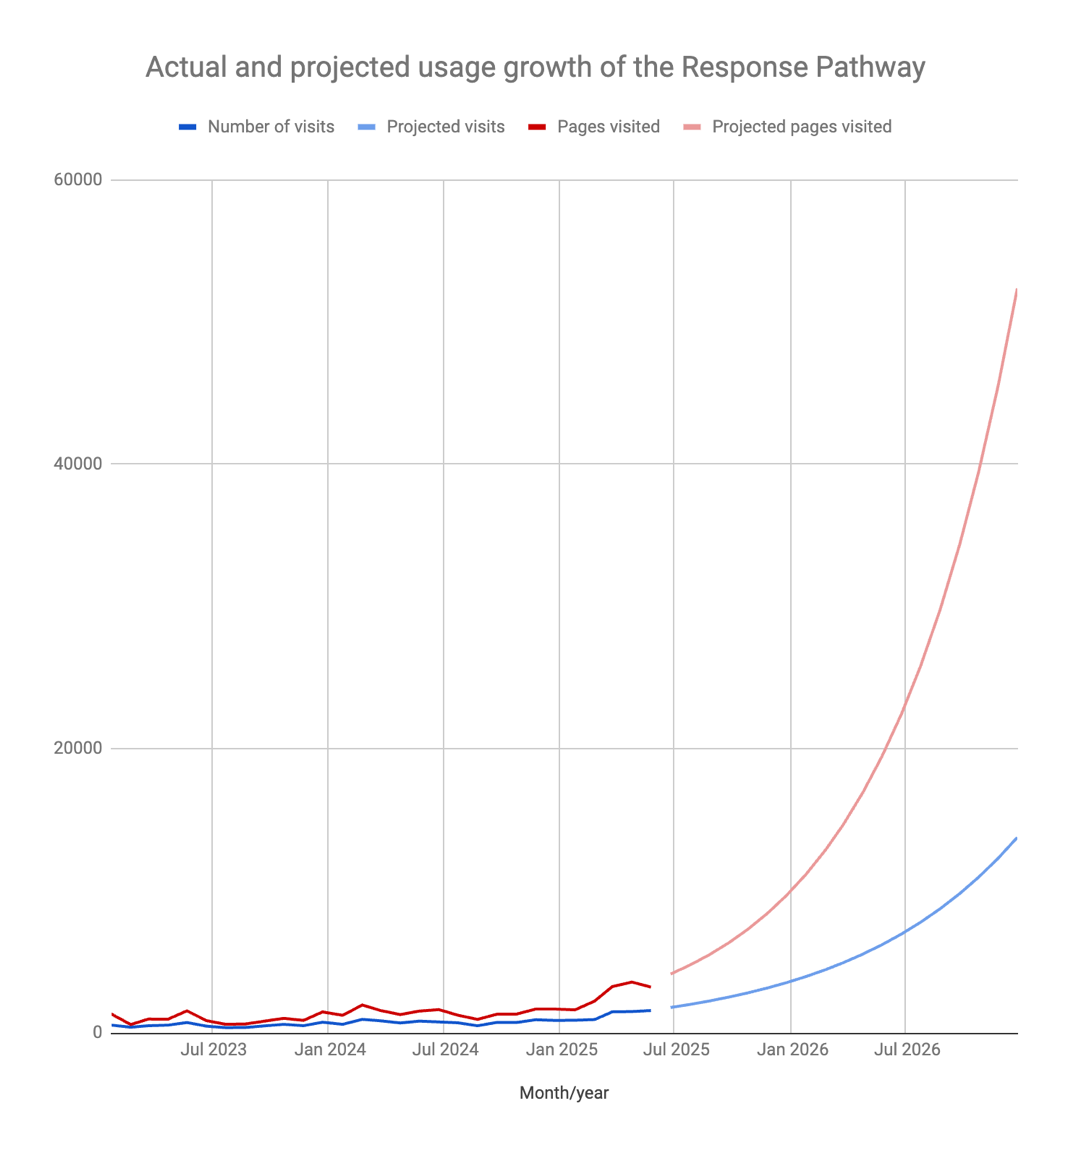 Actual and projected usage growth of the Response Pathway
Number of visits
Projected visits
Pages visited
Projected pages visited
60000
40000
20000
0
Jul 2023
Jan 2024
Jul 2024
Jan 2025
Jul 2025
Jan 2026
Jul 2026
Month/year